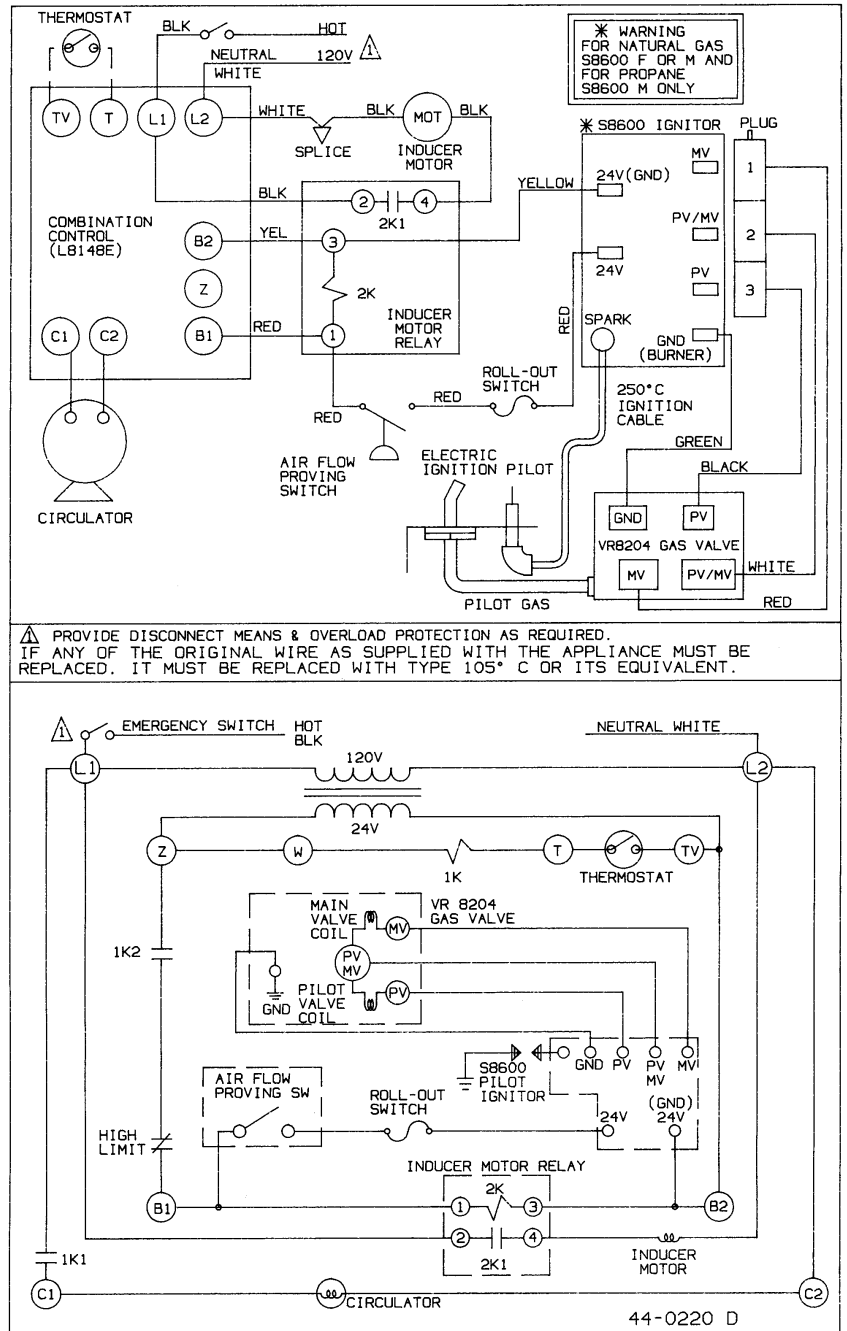 THERMOSTAT
BLK
HOT
NEUTRAL 120V 1
WHITE
* WARNING
FOR NATURAL GAS
S8600 F OR M AND
FOR PROPANE
S8600 M ONLY
TV T L1 L2
WHITE
SPLICE
BLK MOT BLK
INDUCER
MOTOR
* S8600 IGNITOR
PLUG
MV
1
24V(GND)
YELLOW
BLK
2 4
2K1
COMBINATION
CONTROL
(L8148E)
B2
YEL
3
PV/MV
2
24V
Z
2K
PV
3
INDUCER
MOTOR
RELAY
C1 C2
B1
RED
1
RED
SPARK
GND
(BURNER)
ROLL-OUT
SWITCH
RED
RED
250°C
IGNITION
CABLE
GREEN
AIR FLOW
PROVING
SWITCH
ELECTRIC
IGNITION PILOT
BLACK
CIRCULATOR
GND PV
VR8204 GAS VALVE
MV PV/MV
WHITE
PILOT GAS
RED
1 PROVIDE DISCONNECT MEANS & OVERLOAD PROTECTION AS REQUIRED.
IF ANY OF THE ORIGINAL WIRE AS SUPPLIED WITH THE APPLIANCE MUST BE
REPLACED. IT MUST BE REPLACED WITH TYPE 105° C OR ITS EQUIVALENT.
1 EMERGENCY SWITCH HOT
BLK
NEUTRAL WHITE
L1
120V
L2
24V
Z W
1K
T
THERMOSTAT
TV
MAIN
VALVE
COIL
MV
VR 8204
GAS VALVE
1K2
PV
MV
GND
PILOT
VALVE
COIL
PV
S8600
PILOT
IGNITOR
GND PV PV
MV MV
AIR FLOW
PROVING SW
ROLL-OUT
SWITCH
24V
(GND)
24V
HIGH
LIMIT
INDUCER MOTOR RELAY
B1
1 2K 3
B2
2 4
2K1
INDUCER
MOTOR
1K1
C1
CIRCULATOR
C2
44-0220 D